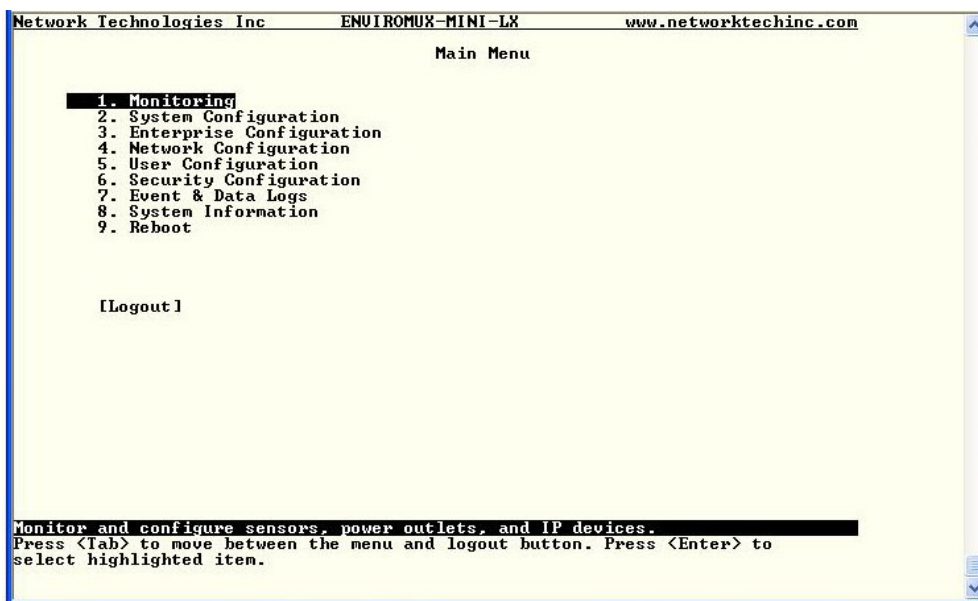 Network Technologies Inc ENVIROMUX-MINI-LX www.networktechinc.com
Main Menu
1. Monitoring
2. System Configuration
3. Enterprise Configuration
4. Network Configuration
5. User Configuration
6. Security Configuration
7. Event & Data Logs
8. System Information
9. Reboot
[Logout]
Monitor and configure sensors, power outlets, and IP devices.
Press <Tab> to move between the menu and logout button. Press <Enter> to
select highlighted item.